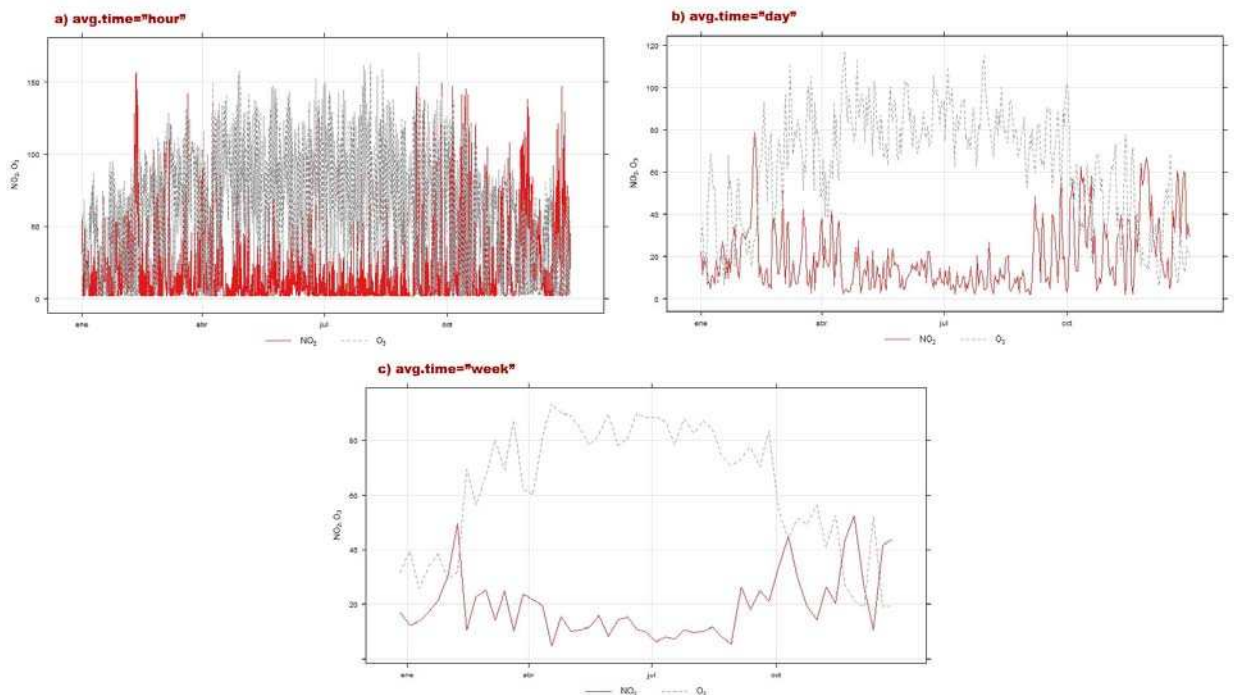 a) avg.time="hour"
150
100
50
0
NO₂, O₃
ene abr jul oct
NO₂ O₃
b) avg.time="day"
120
100
80
60
40
20
0
NO₂, O₃
ene abr jul oct
NO₂ O₃
c) avg.time="week"
80
60
40
20
NO₂, O₃
ene abr jul oct
NO₂ O₃